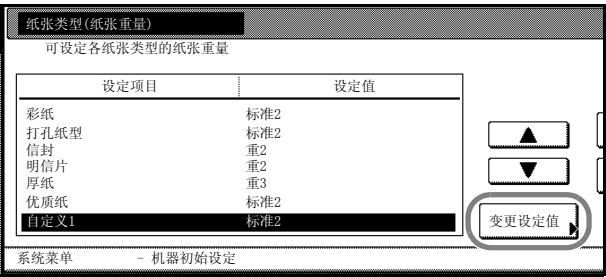 纸张类型(纸张重量)
可设定各纸张类型的纸张重量
设定项目 设定值
彩纸 标准2
打孔纸型 标准2
信封 重2
明信片 重2
厚纸 重3
优质纸 标准2
自定义1 标准2
变更设定值
系统菜单 - 机器初始设定